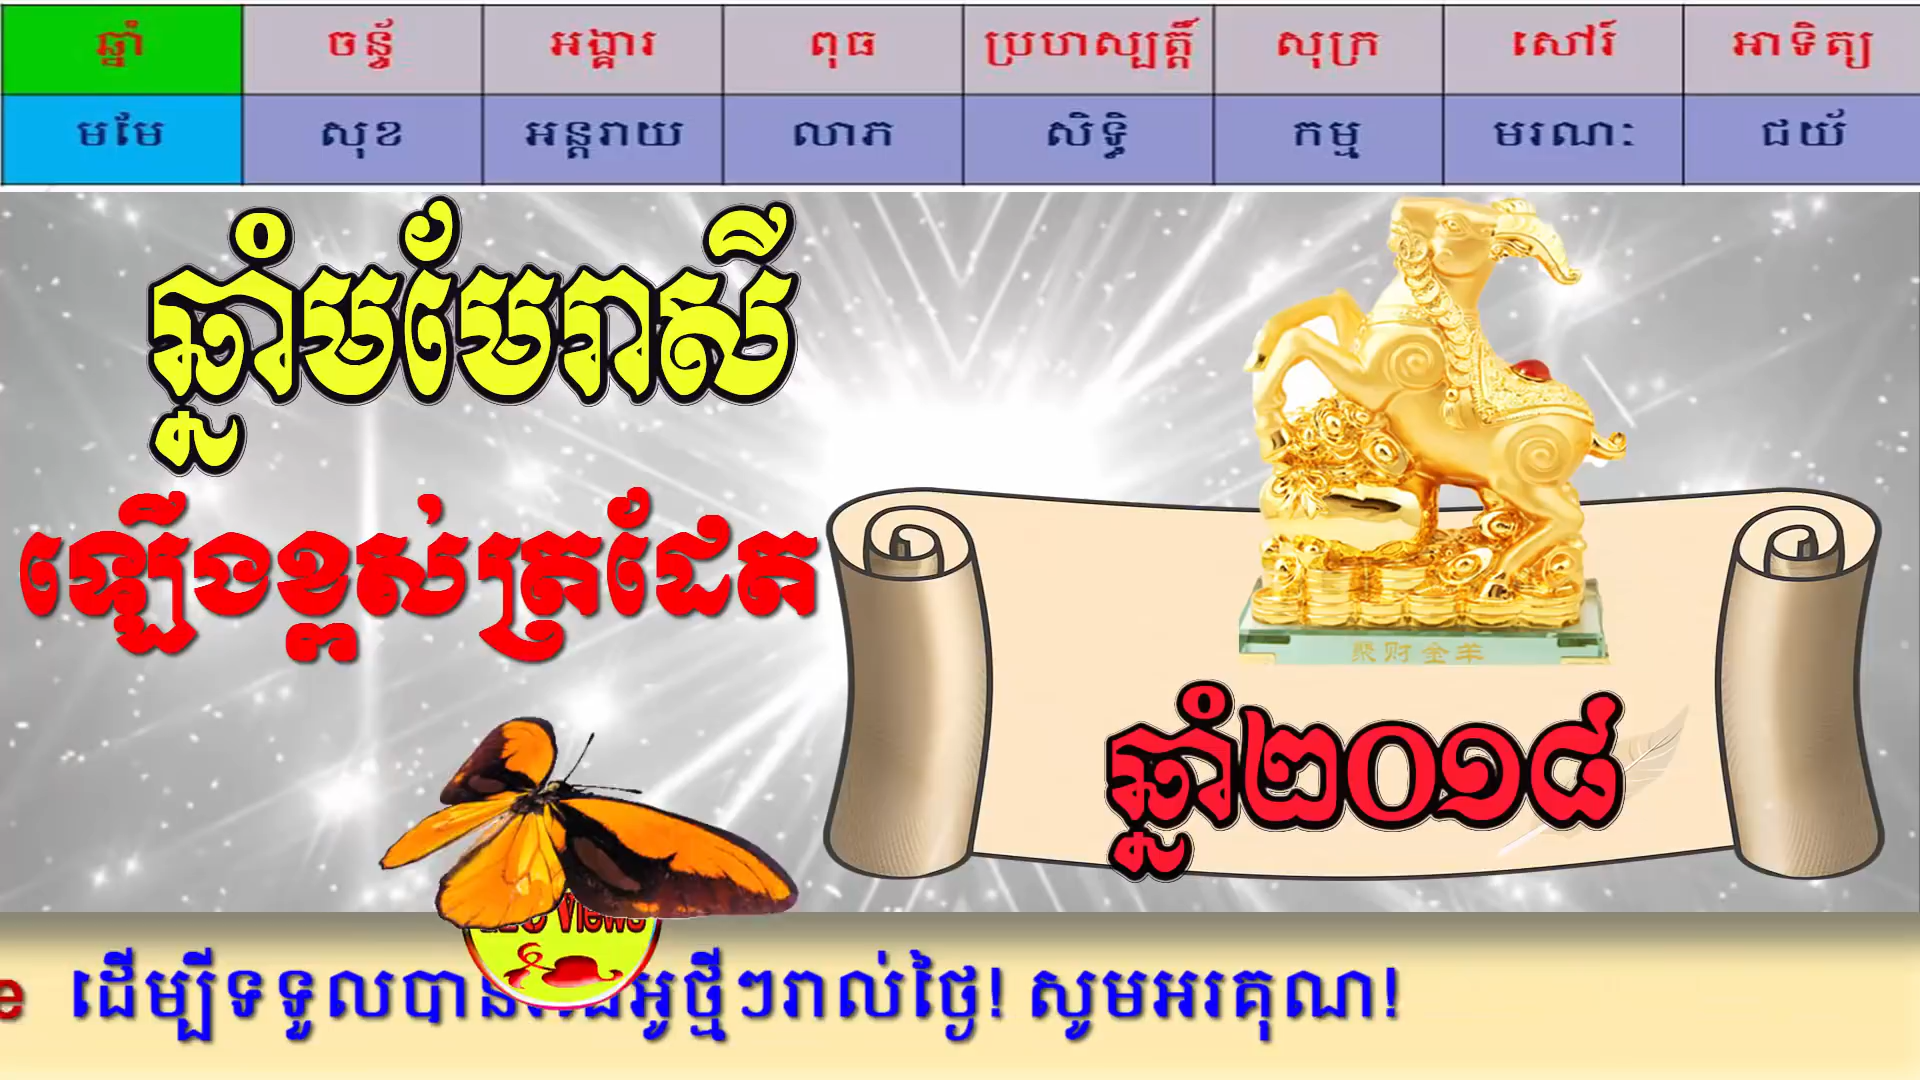 ឆ្នាំ ចន្ទ័ អង្គារ ពុធ ប្រហស្បត្តិ៍ សុក្រ សៅរ៍ អាទិត្យ
មមែ សុខ អន្តរាយ លាភ សិទ្ធិ កម្ម មរណៈ ជយ័
ឆ្នាំមមែរាសី
ឡើងខ្ពស់ត្រដែត
聚财金羊
ឆ្នាំ២០១៨
Views
e ដើម្បីទទួលបាន អូថ្មីៗរាល់ថ្ងៃ! សូមអរគុណ!